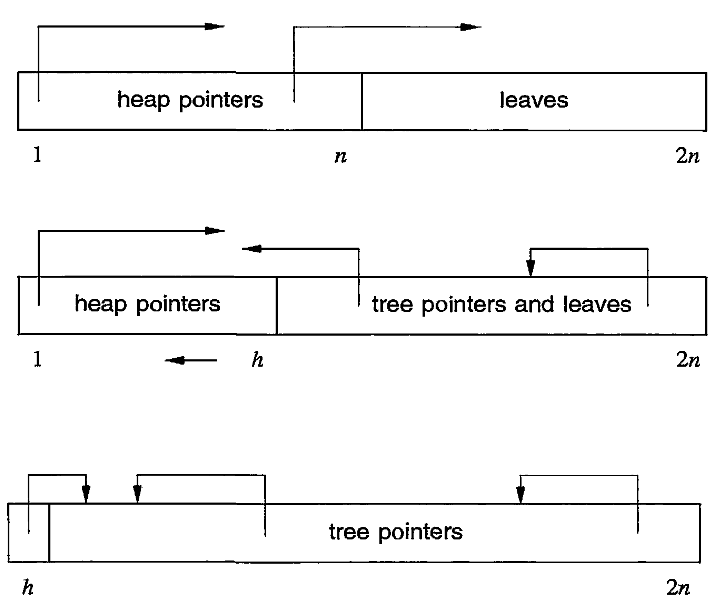 heap pointers leaves
1 n 2n
heap pointers tree pointers and leaves
1 h 2n
tree pointers
h 2n